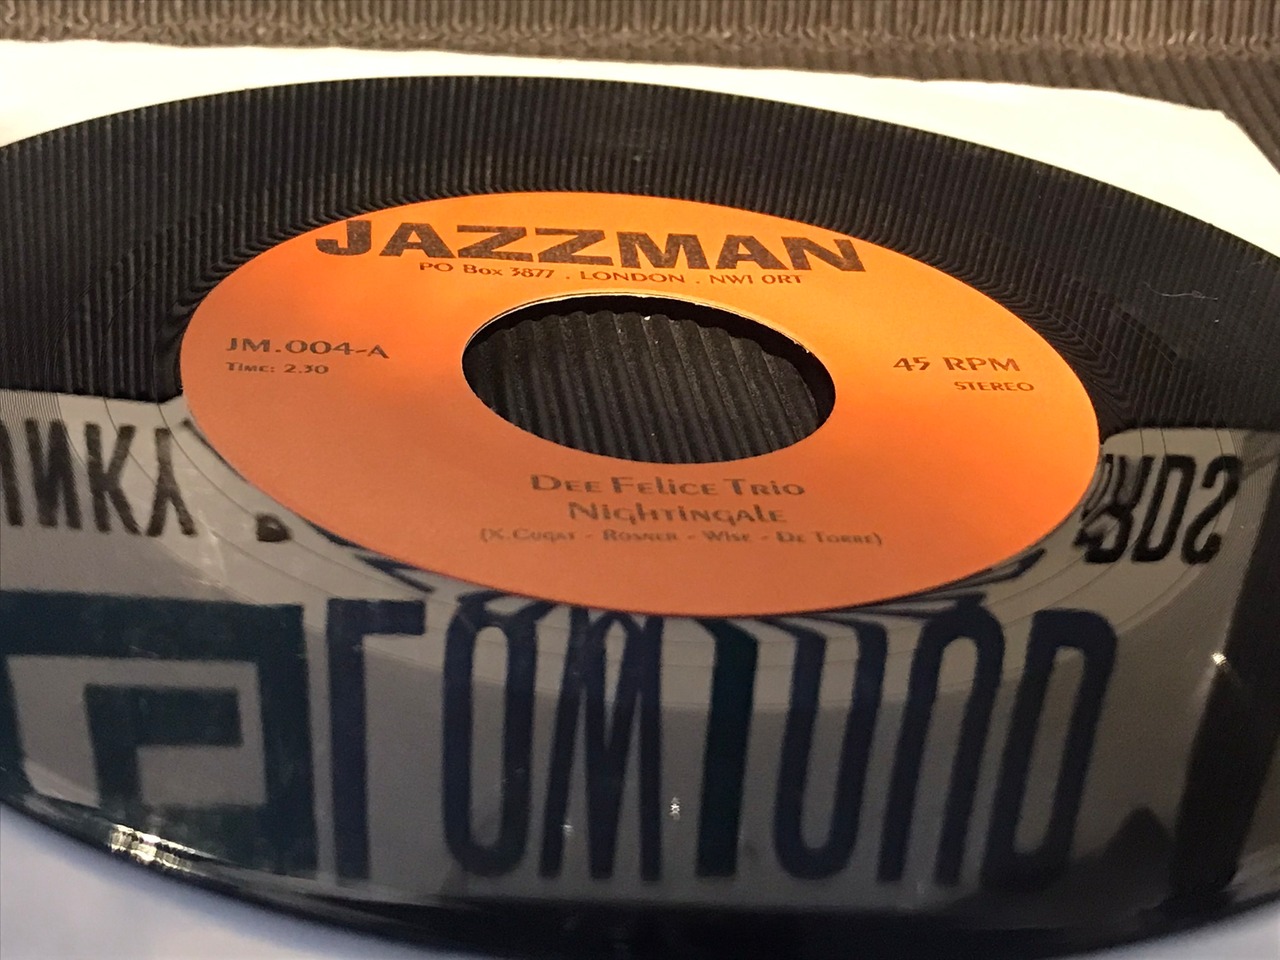 JAZZMAN
PO Box 3877 . LONDON . NW1 0RT
JM.004-A
Time: 2.30
45 RPM
STEREO
Dee Felice Trio
Nightingale
(X.Cugat - Rosner - Wise - De Torre)